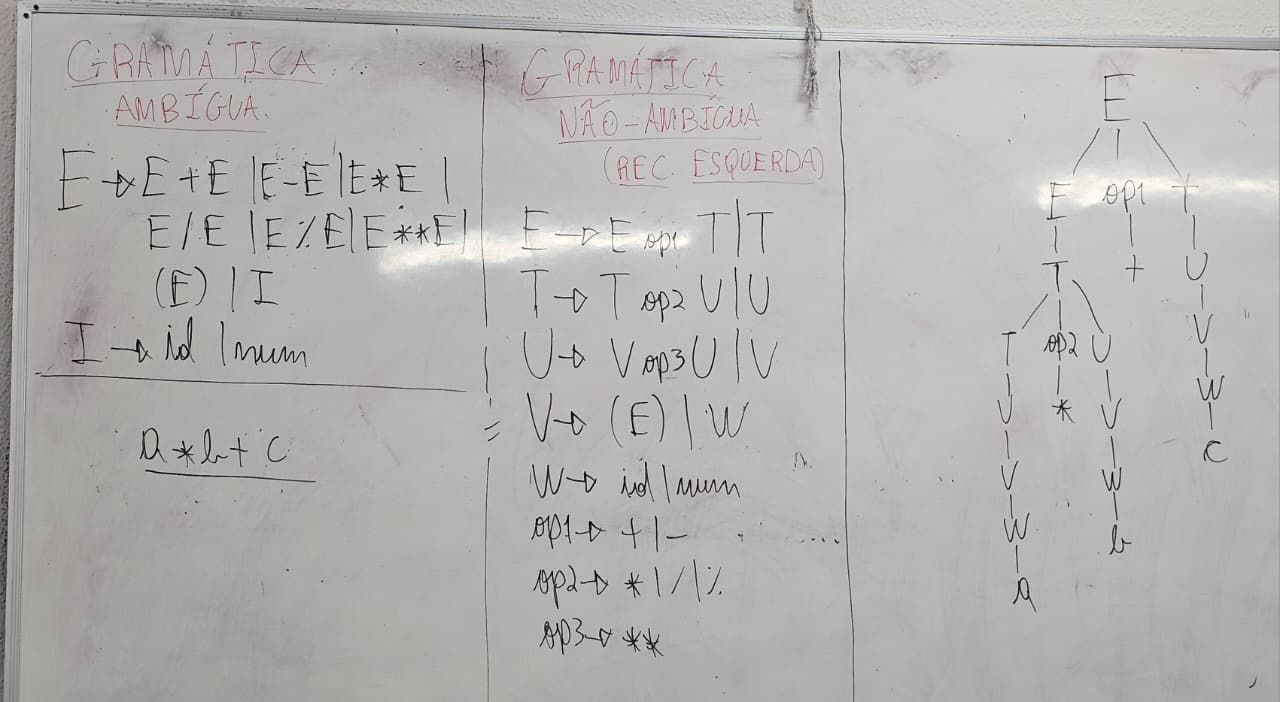 GRAMÁTICA
AMBÍGUA.
E → E + E | E - E | E * E |
E / E | E % E | E ** E |
(E) | I
I → id | num
a * b + c
GRAMÁTICA
NÃO-AMBÍGUA
(REC. ESQUERDA)
E → E op1 T | T
T → T op2 U | U
U → V op3 U | V
V → (E) | W
W → id | num
op1 → + | -
op2 → * | / | %
op3 → **
E
E op1 T
T + U
T op2 U V
U * V W
V W c
W b
a